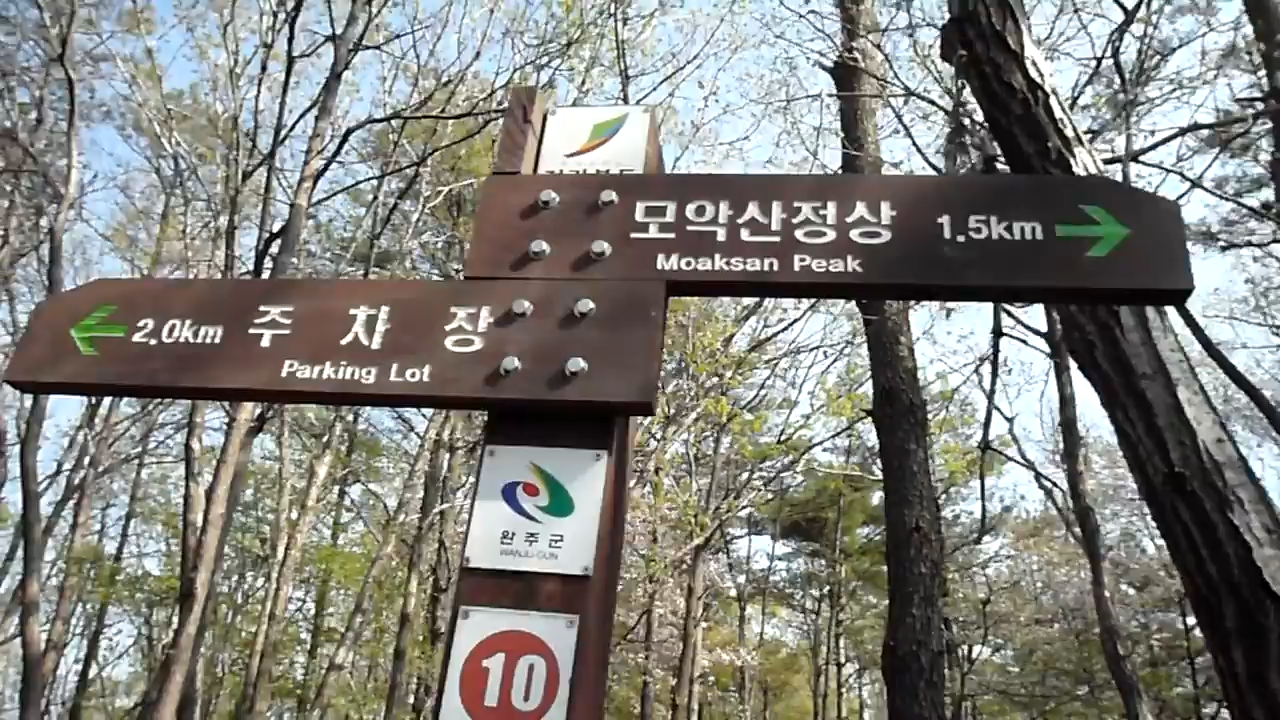 모악산정상 1.5km
Moaksan Peak
2.0km 주 차 장
Parking Lot
완 주 군
WANJU-GUN
10